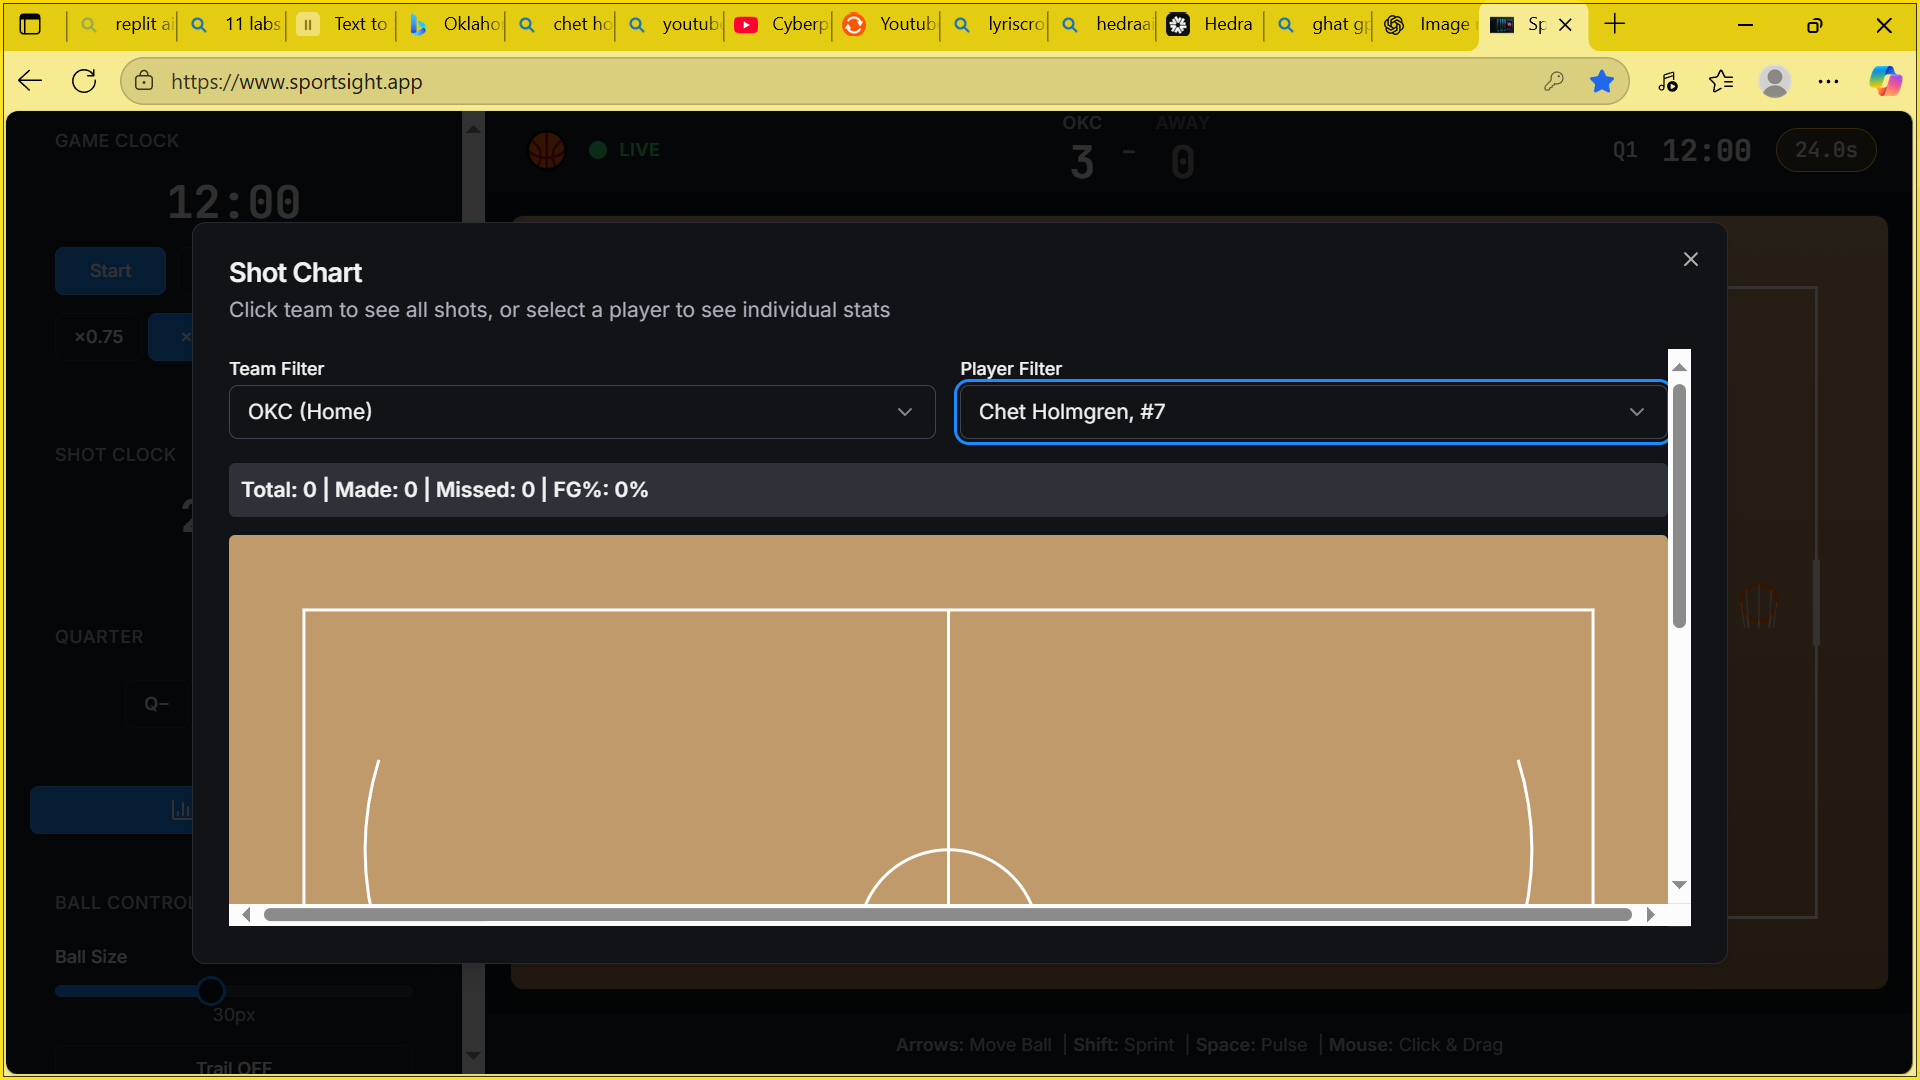 replit ai
11 labs
Text to
Oklaho
chet ho
youtube
Cyberp
Youtub
lyriscro
hedraai
Hedra
ghat gp
Image
Sp
https://www.sportsight.app
GAME CLOCK
LIVE
OKC
3
-
AWAY
0
Q1
12:00
24.0s
12:00
Start
×0.75
×
Shot Chart
Click team to see all shots, or select a player to see individual stats
Team Filter
Player Filter
OKC (Home)
Chet Holmgren, #7
SHOT CLOCK
2
Total: 0 | Made: 0 | Missed: 0 | FG%: 0%
QUARTER
Q−
BALL CONTROL
Ball Size
30px
Trail OFF
Arrows: Move Ball | Shift: Sprint | Space: Pulse | Mouse: Click & Drag